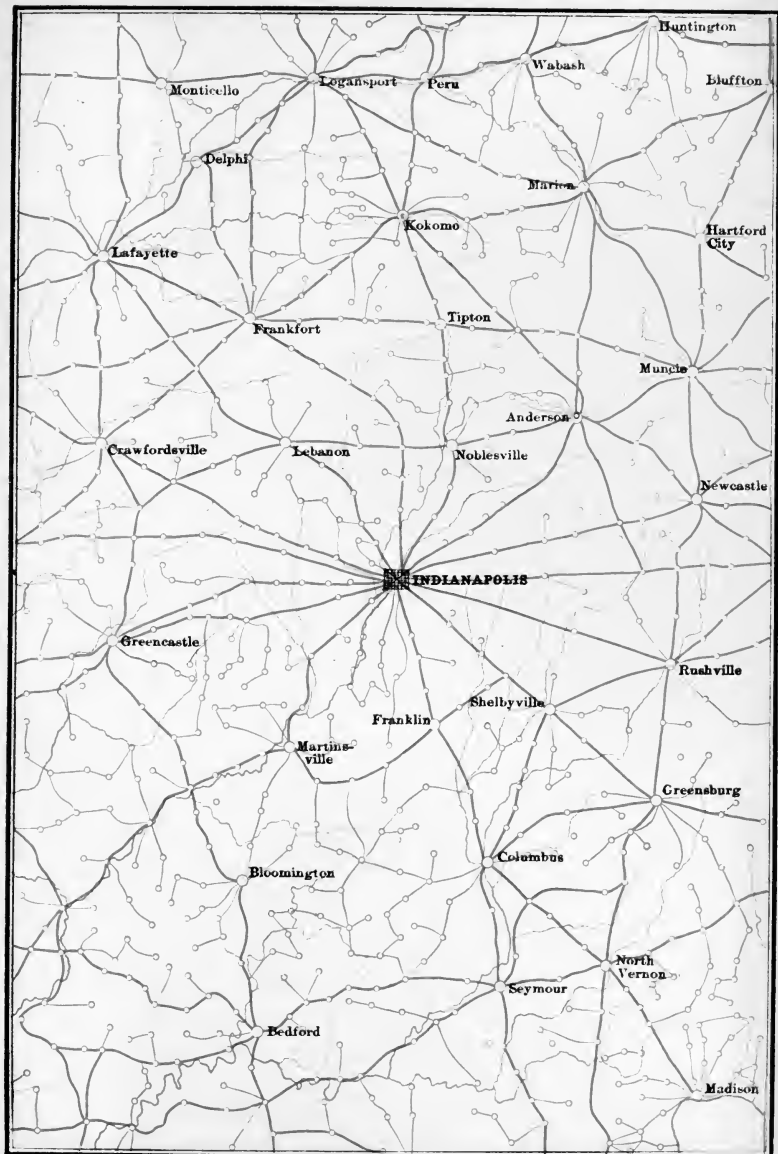 Huntington
Wabash
Monticello
Logansport
Peru
Bluffton
Delphi
Marion
Kokomo
Hartford
City
Lafayette
Frankfort
Tipton
Muncie
Anderson
Crawfordsville
Lebanon
Noblesville
Newcastle
INDIANAPOLIS
Greencastle
Rushville
Shelbyville
Franklin
Martins-
ville
Greensburg
Columbus
Bloomington
North
Vernon
Seymour
Bedford
Madison